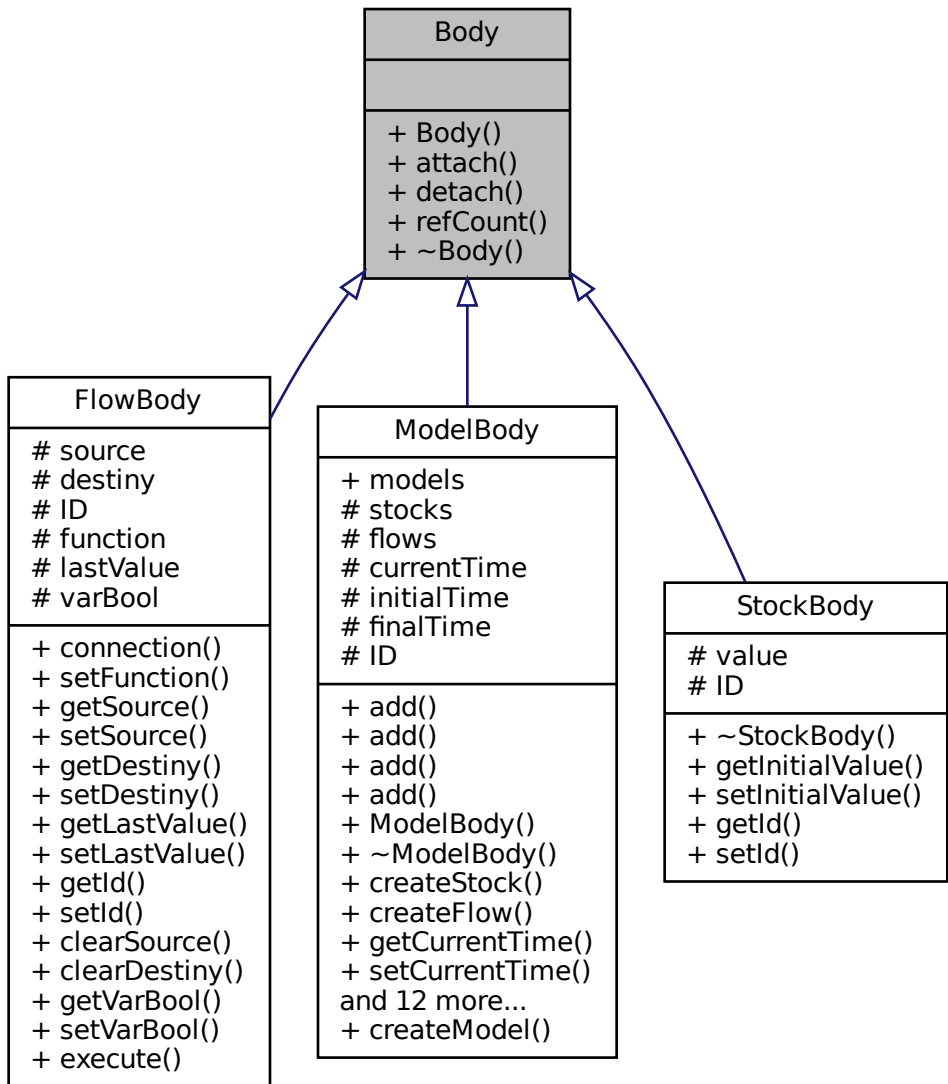 Body
+ Body()
+ attach()
+ detach()
+ refCount()
+ ~Body()
FlowBody
# source
# destiny
# ID
# function
# lastValue
# varBool
+ connection()
+ setFunction()
+ getSource()
+ setSource()
+ getDestiny()
+ setDestiny()
+ getLastValue()
+ setLastValue()
+ getId()
+ setId()
+ clearSource()
+ clearDestiny()
+ getVarBool()
+ setVarBool()
+ execute()
ModelBody
+ models
# stocks
# flows
# currentTime
# initialTime
# finalTime
# ID
+ add()
+ add()
+ add()
+ add()
+ ModelBody()
+ ~ModelBody()
+ createStock()
+ createFlow()
+ getCurrentTime()
+ setCurrentTime()
and 12 more...
+ createModel()
StockBody
# value
# ID
+ ~StockBody()
+ getInitialValue()
+ setInitialValue()
+ getId()
+ setId()